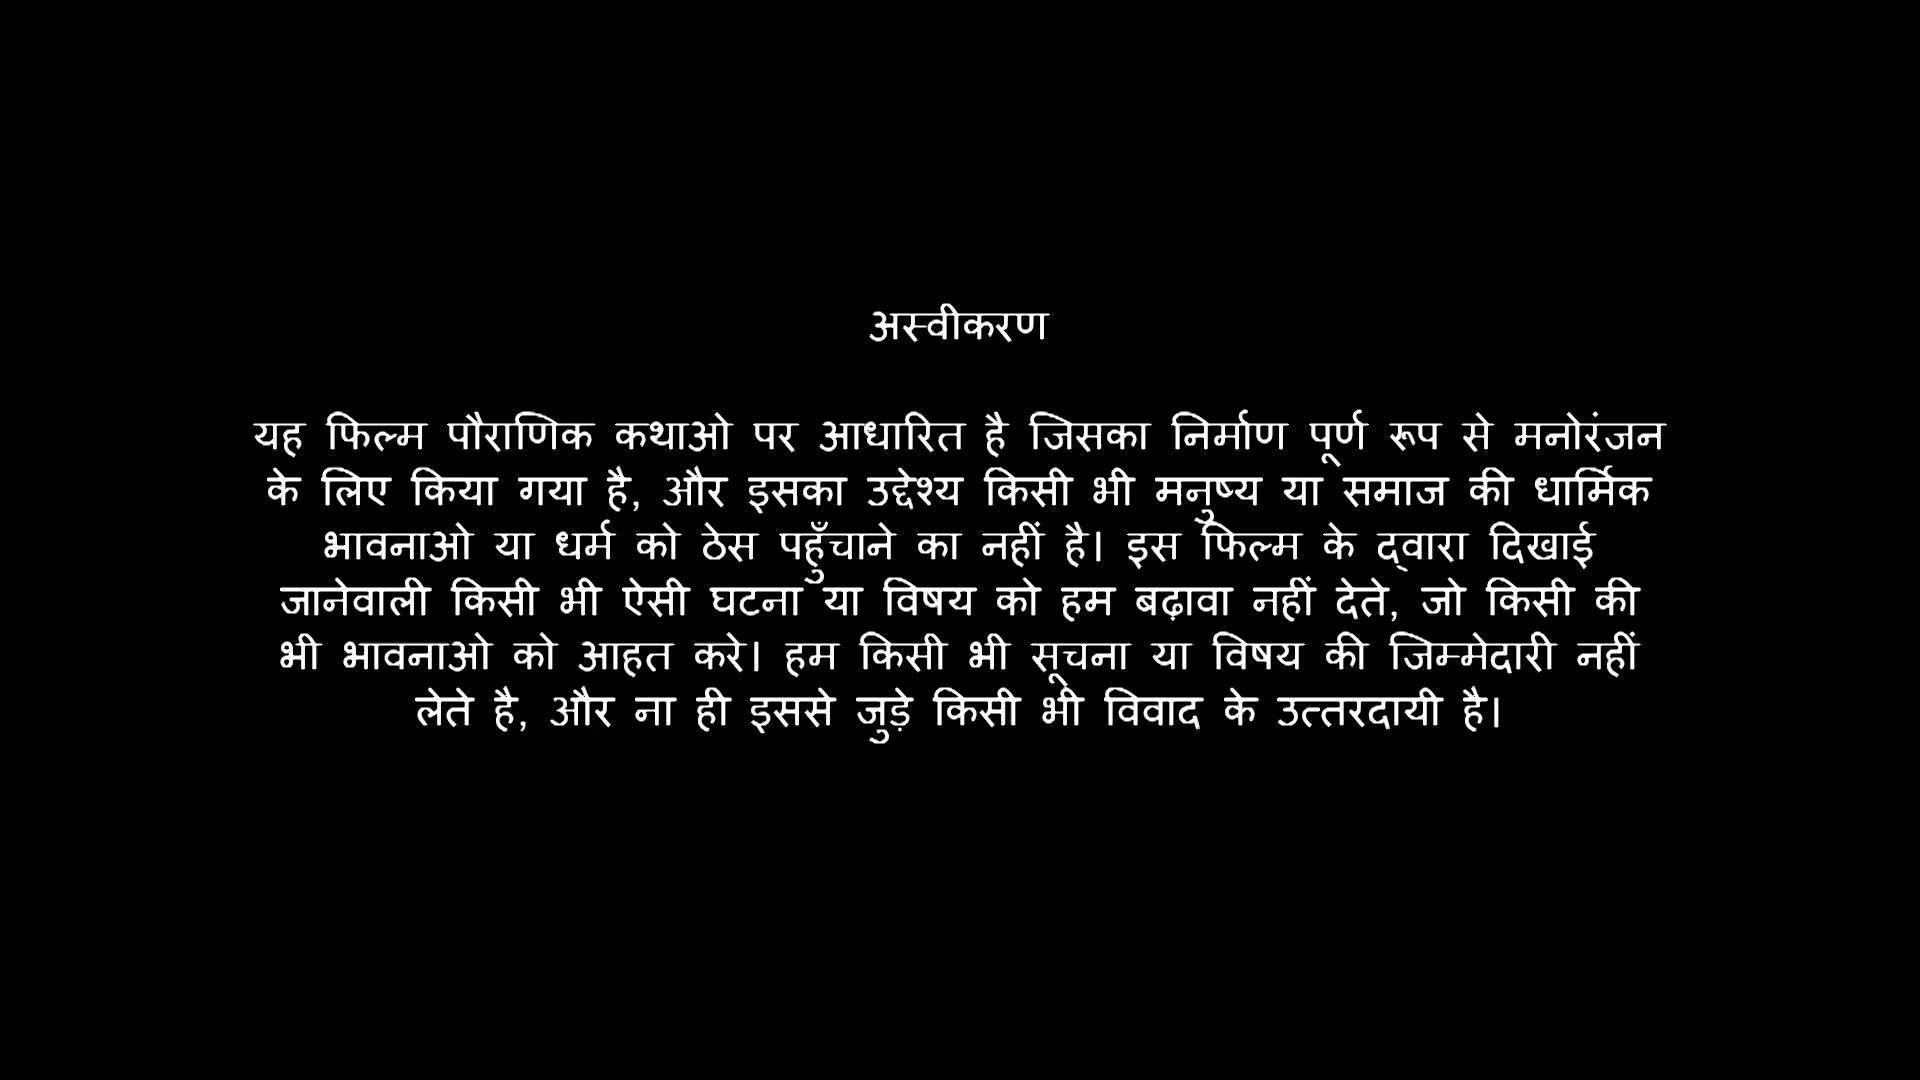 अस्वीकरण
यह फिल्म पौराणिक कथाओ पर आधारित है जिसका निर्माण पूर्ण रूप से मनोरंजन
के लिए किया गया है, और इसका उद्देश्य किसी भी मनुष्य या समाज की धार्मिक
भावनाओ या धर्म को ठेस पहुँचाने का नहीं है। इस फिल्म के द्वारा दिखाई
जानेवाली किसी भी ऐसी घटना या विषय को हम बढ़ावा नहीं देते, जो किसी की
भी भावनाओ को आहत करे। हम किसी भी सूचना या विषय की जिम्मेदारी नहीं
लेते है, और ना ही इससे जुड़े किसी भी विवाद के उत्तरदायी है।